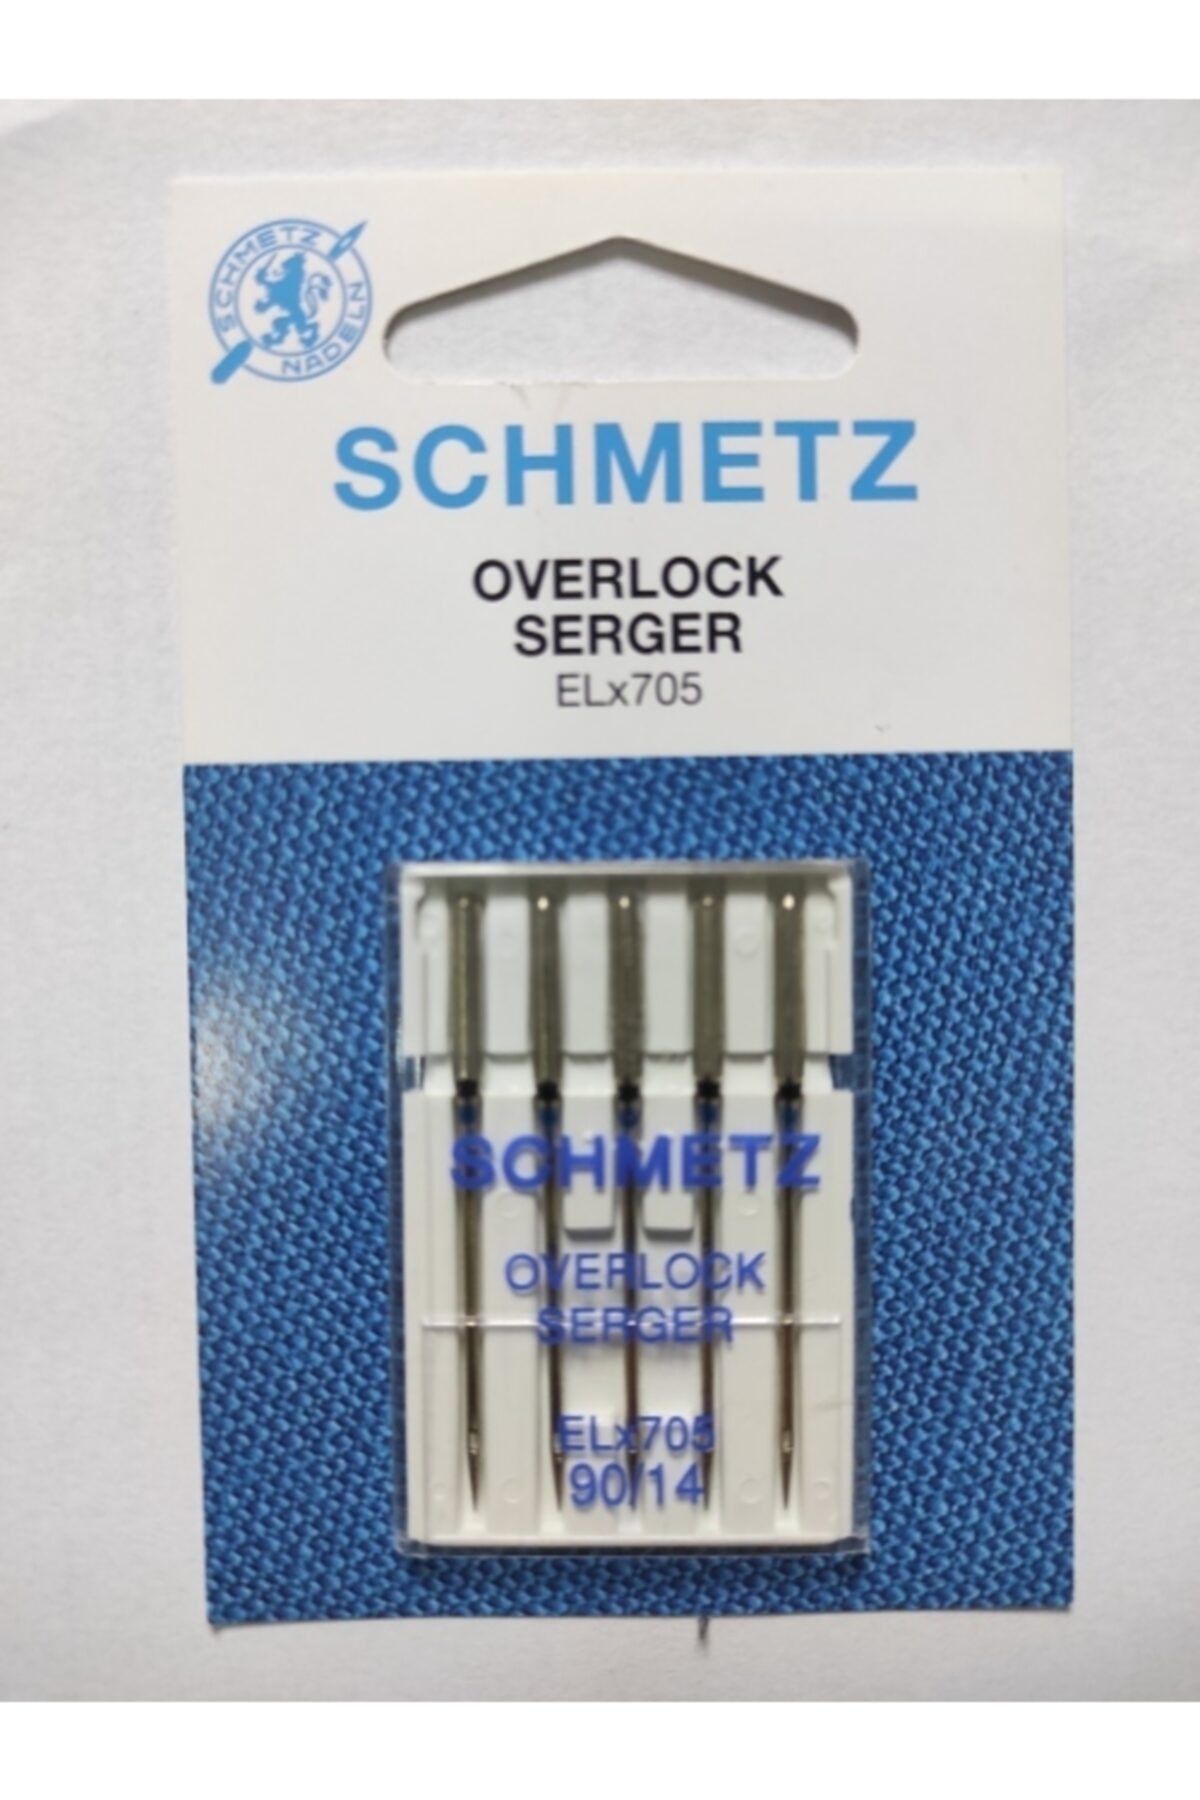 SCHMETZ NADELN
SCHMETZ
OVERLOCK
SERGER
ELx705
SCHMETZ
OVERLOCK
SERGER
ELx705
90/14